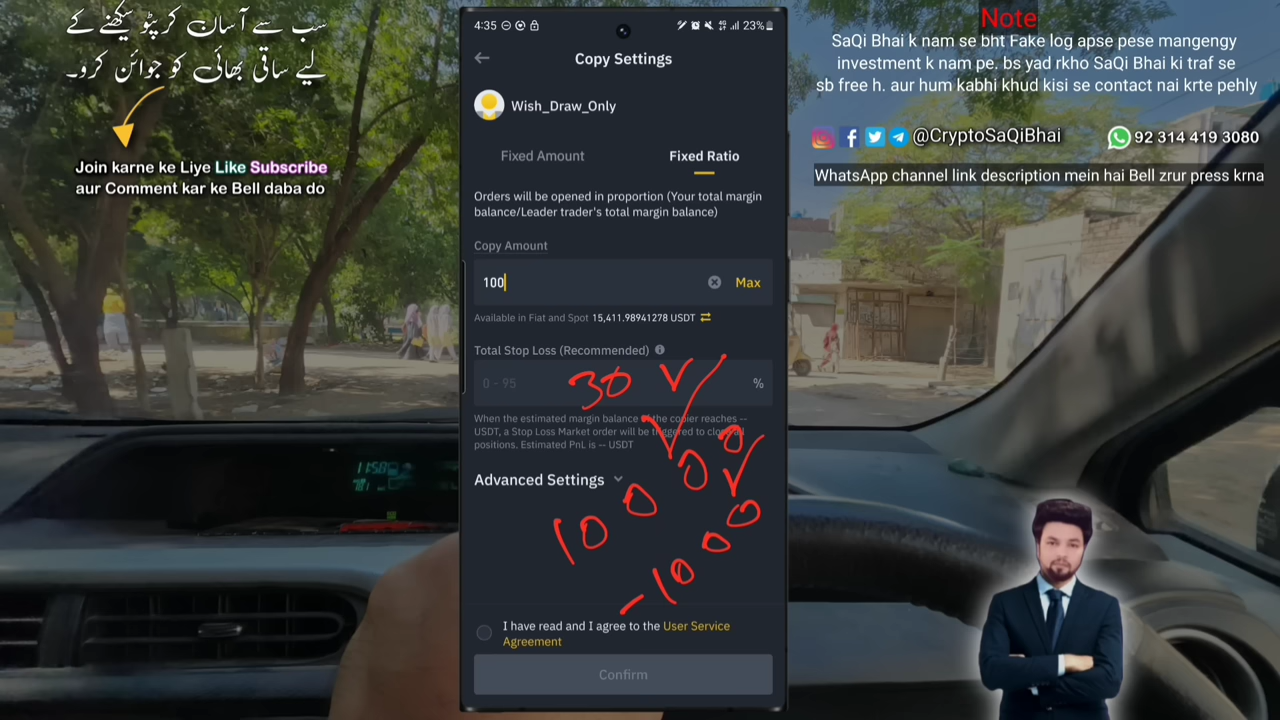 سب سے آسان کرپٹو سیکھنے کے
لیے ساقی بھائی کو جوائن کرو۔
Join karne ke Liye Like Subscribe
aur Comment kar ke Bell daba do
4:35
4G
23%
Copy Settings
Wish_Draw_Only
Fixed Amount
Fixed Ratio
Orders will be opened in proportion (Your total margin
balance/Leader trader's total margin balance)
Copy Amount
100
Max
Available in Fiat and Spot 15,411.98941278 USDT
Total Stop Loss (Recommended)
0 - 95
%
30
When the estimated margin balance of the copier reaches --
USDT, a Stop Loss Market order will be triggered to close all
positions. Estimated PnL is -- USDT
Advanced Settings
10000
-1000
I have read and I agree to the User Service
Agreement
Confirm
Note
SaQi Bhai k nam se bht Fake log apse pese mangengy
investment k nam pe. bs yad rkho SaQi Bhai ki traf se
sb free h. aur hum kabhi khud kisi se contact nai krte pehly
@CryptoSaQiBhai
92 314 419 3080
WhatsApp channel link description mein hai Bell zrur press krna
11:58